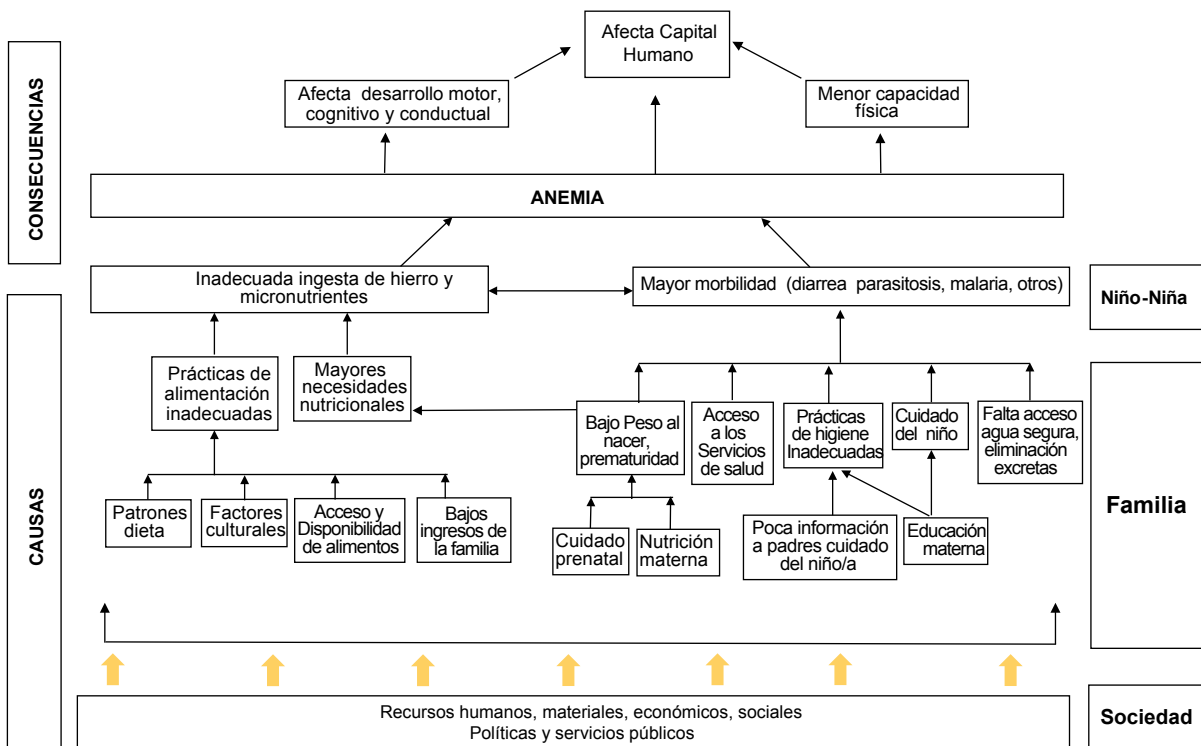 Afecta Capital
Humano
Afecta desarrollo motor,
cognitivo y conductual
Menor capacidad
física
CONSECUENCIAS
ANEMIA
Inadecuada ingesta de hierro y
micronutrientes
Mayor morbilidad (diarrea parasitosis, malaria, otros)
Niño-Niña
Prácticas de
alimentación
inadecuadas
Mayores
necesidades
nutricionales
Bajo Peso al
nacer,
prematuridad
Acceso
a los
Servicios
de salud
Prácticas
de higiene
Inadecuadas
Cuidado
del niño
Falta acceso
agua segura,
eliminación
excretas
Patrones
dieta
Factores
culturales
Acceso y
Disponibilidad
de alimentos
Bajos
ingresos de
la familia
Cuidado
prenatal
Nutrición
materna
Poca información
a padres cuidado
del niño/a
Educación
materna
Familia
CAUSAS
Recursos humanos, materiales, económicos, sociales
Políticas y servicios públicos
Sociedad